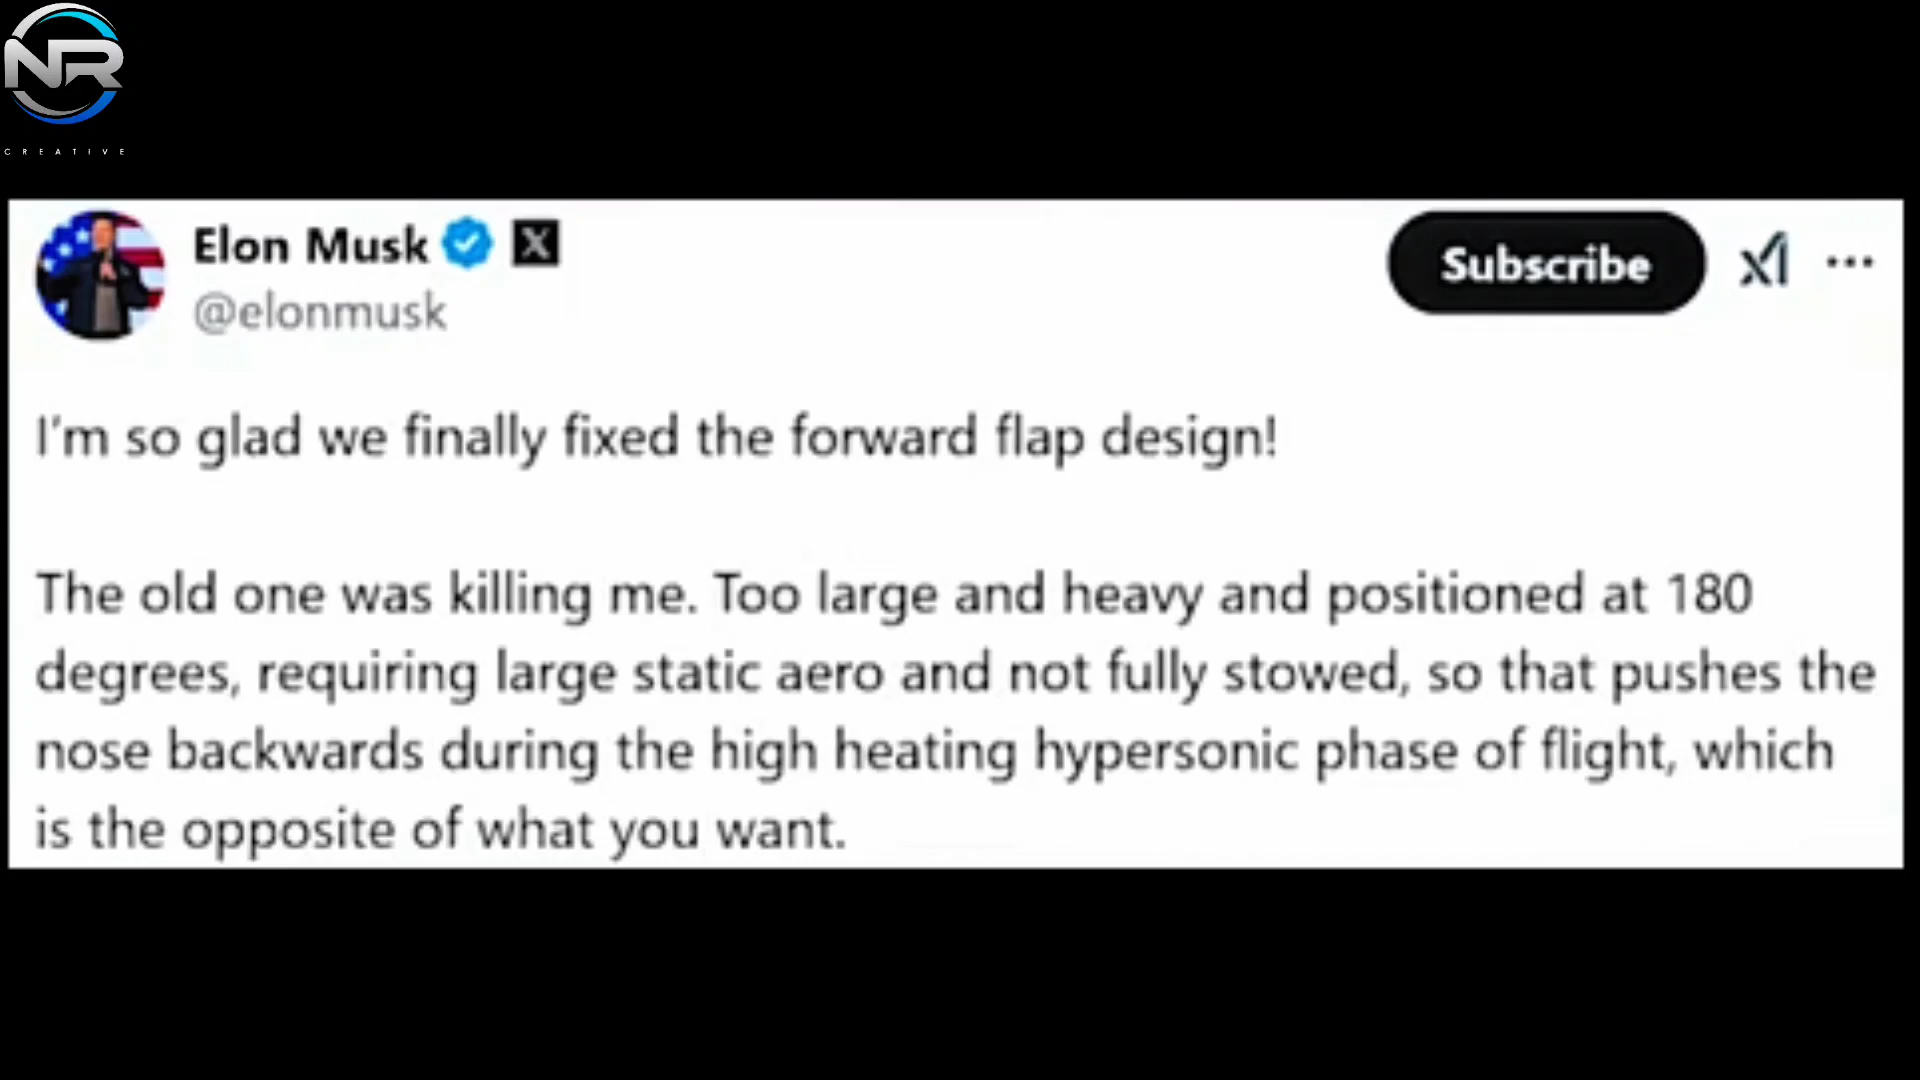 NR
CREATIVE
Elon Musk
@elonmusk
Subscribe
I'm so glad we finally fixed the forward flap design!
The old one was killing me. Too large and heavy and positioned at 180
degrees, requiring large static aero and not fully stowed, so that pushes the
nose backwards during the high heating hypersonic phase of flight, which
is the opposite of what you want.